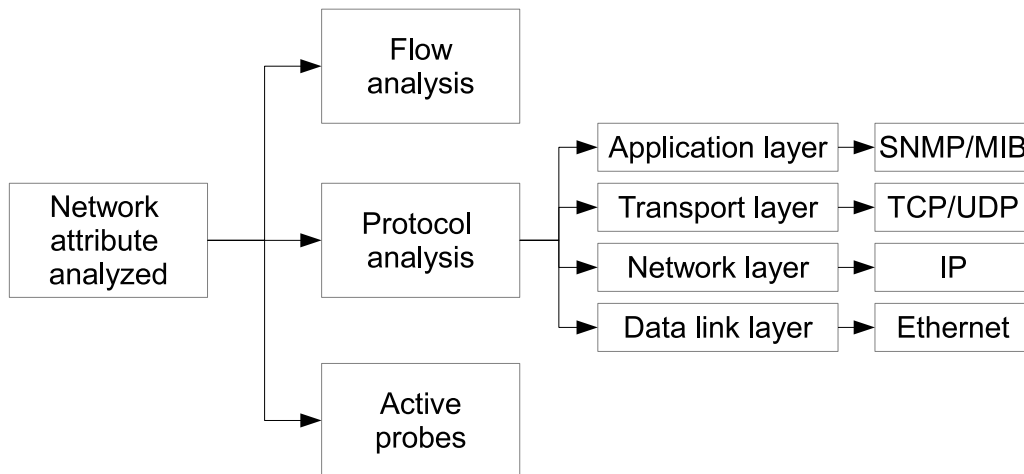 Network
attribute
analyzed
Flow
analysis
Protocol
analysis
Active
probes
Application layer
SNMP/MIB
Transport layer
TCP/UDP
Network layer
IP
Data link layer
Ethernet